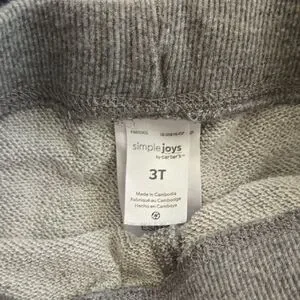 simple joys
by carter's
3T
Made in Cambodia
Fabriqué au Cambodge
Hecho en Camboya